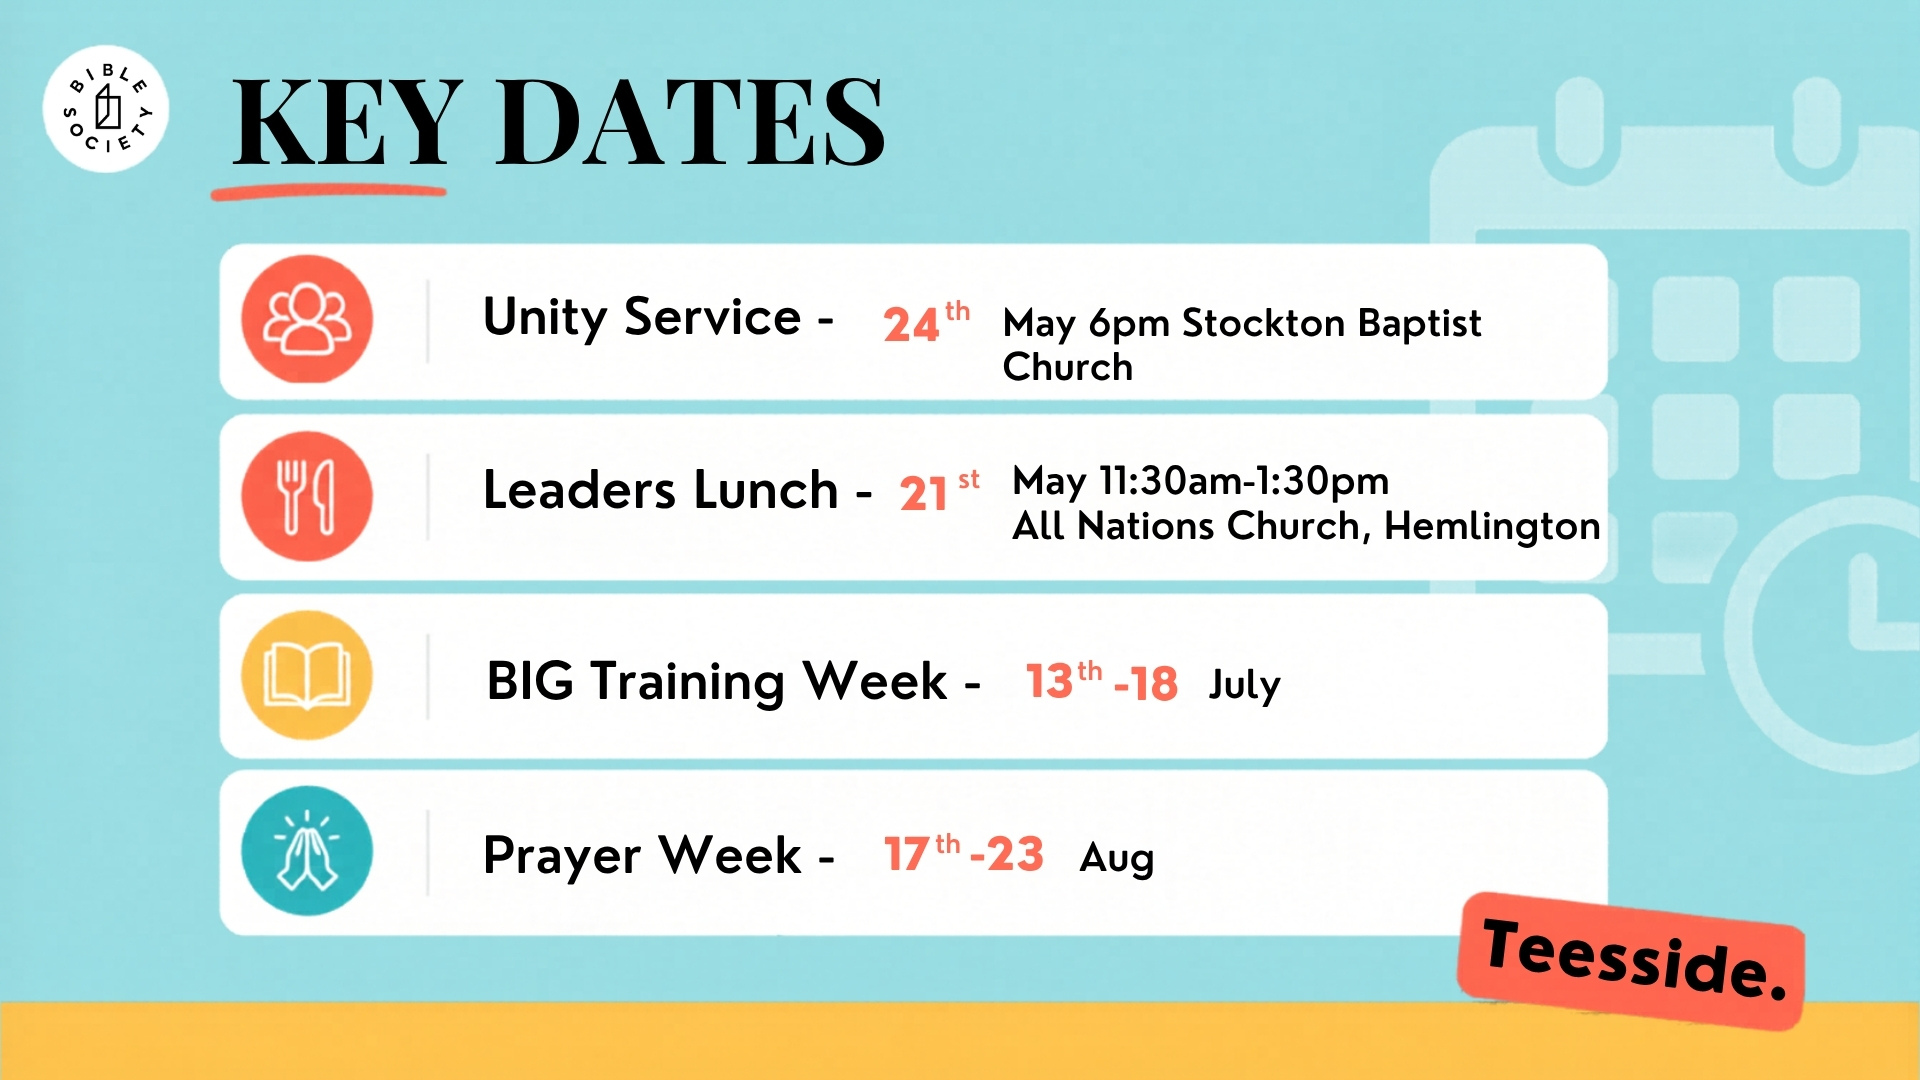 BIBLE SOCIETY
KEY DATES
Unity Service - 24th May 6pm Stockton Baptist
Church
Leaders Lunch - 21st May 11:30am-1:30pm
All Nations Church, Hemlington
BIG Training Week - 13th -18 July
Prayer Week - 17th -23 Aug
Teesside.